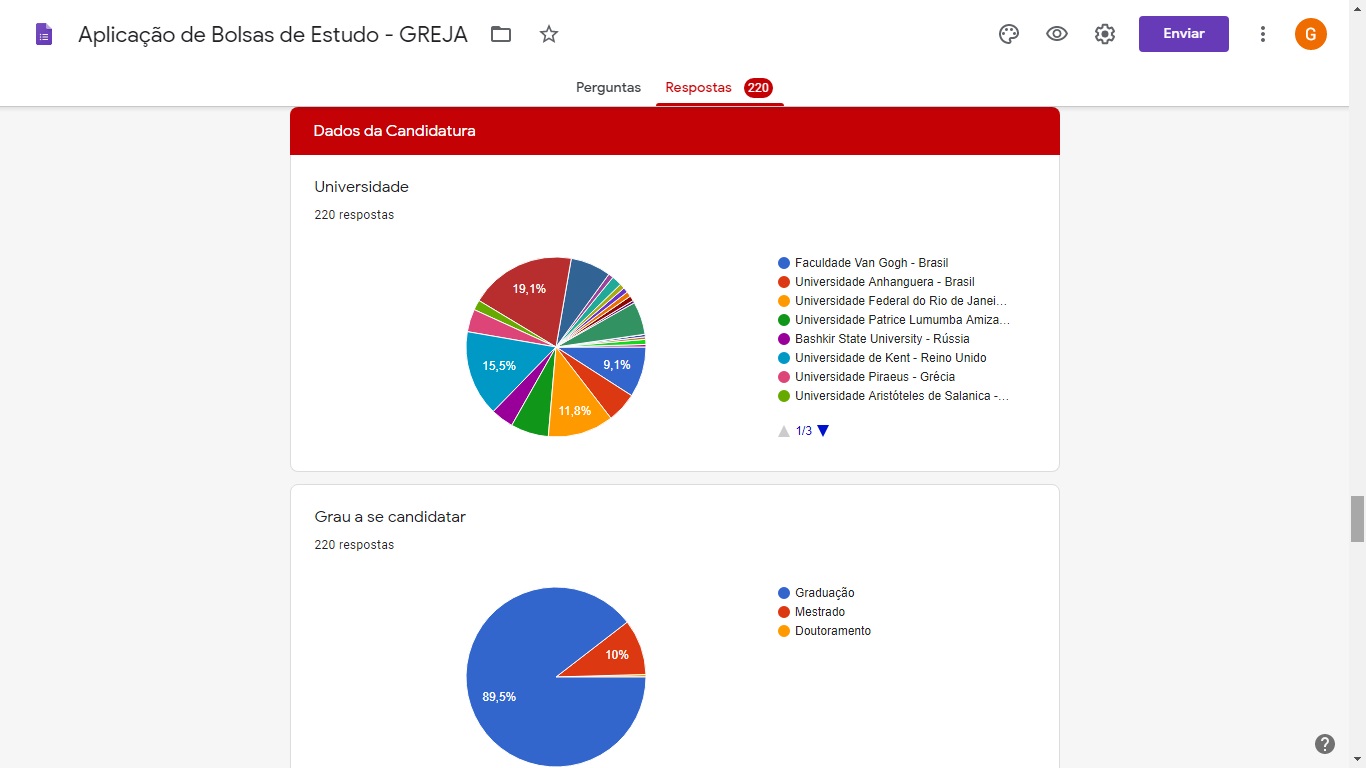 Aplicação de Bolsas de Estudo - GREJA
Enviar
G
Perguntas
Respostas 220
Dados da Candidatura
Universidade
220 respostas
19,1%
15,5%
9,1%
11,8%
Faculdade Van Gogh - Brasil
Universidade Anhanguera - Brasil
Universidade Federal do Rio de Janei...
Universidade Patrice Lumumba Amiza...
Bashkir State University - Rússia
Universidade de Kent - Reino Unido
Universidade Piraeus - Grécia
Universidade Aristóteles de Salanica -...
1/3
Grau a se candidatar
220 respostas
10%
89,5%
Graduação
Mestrado
Doutoramento